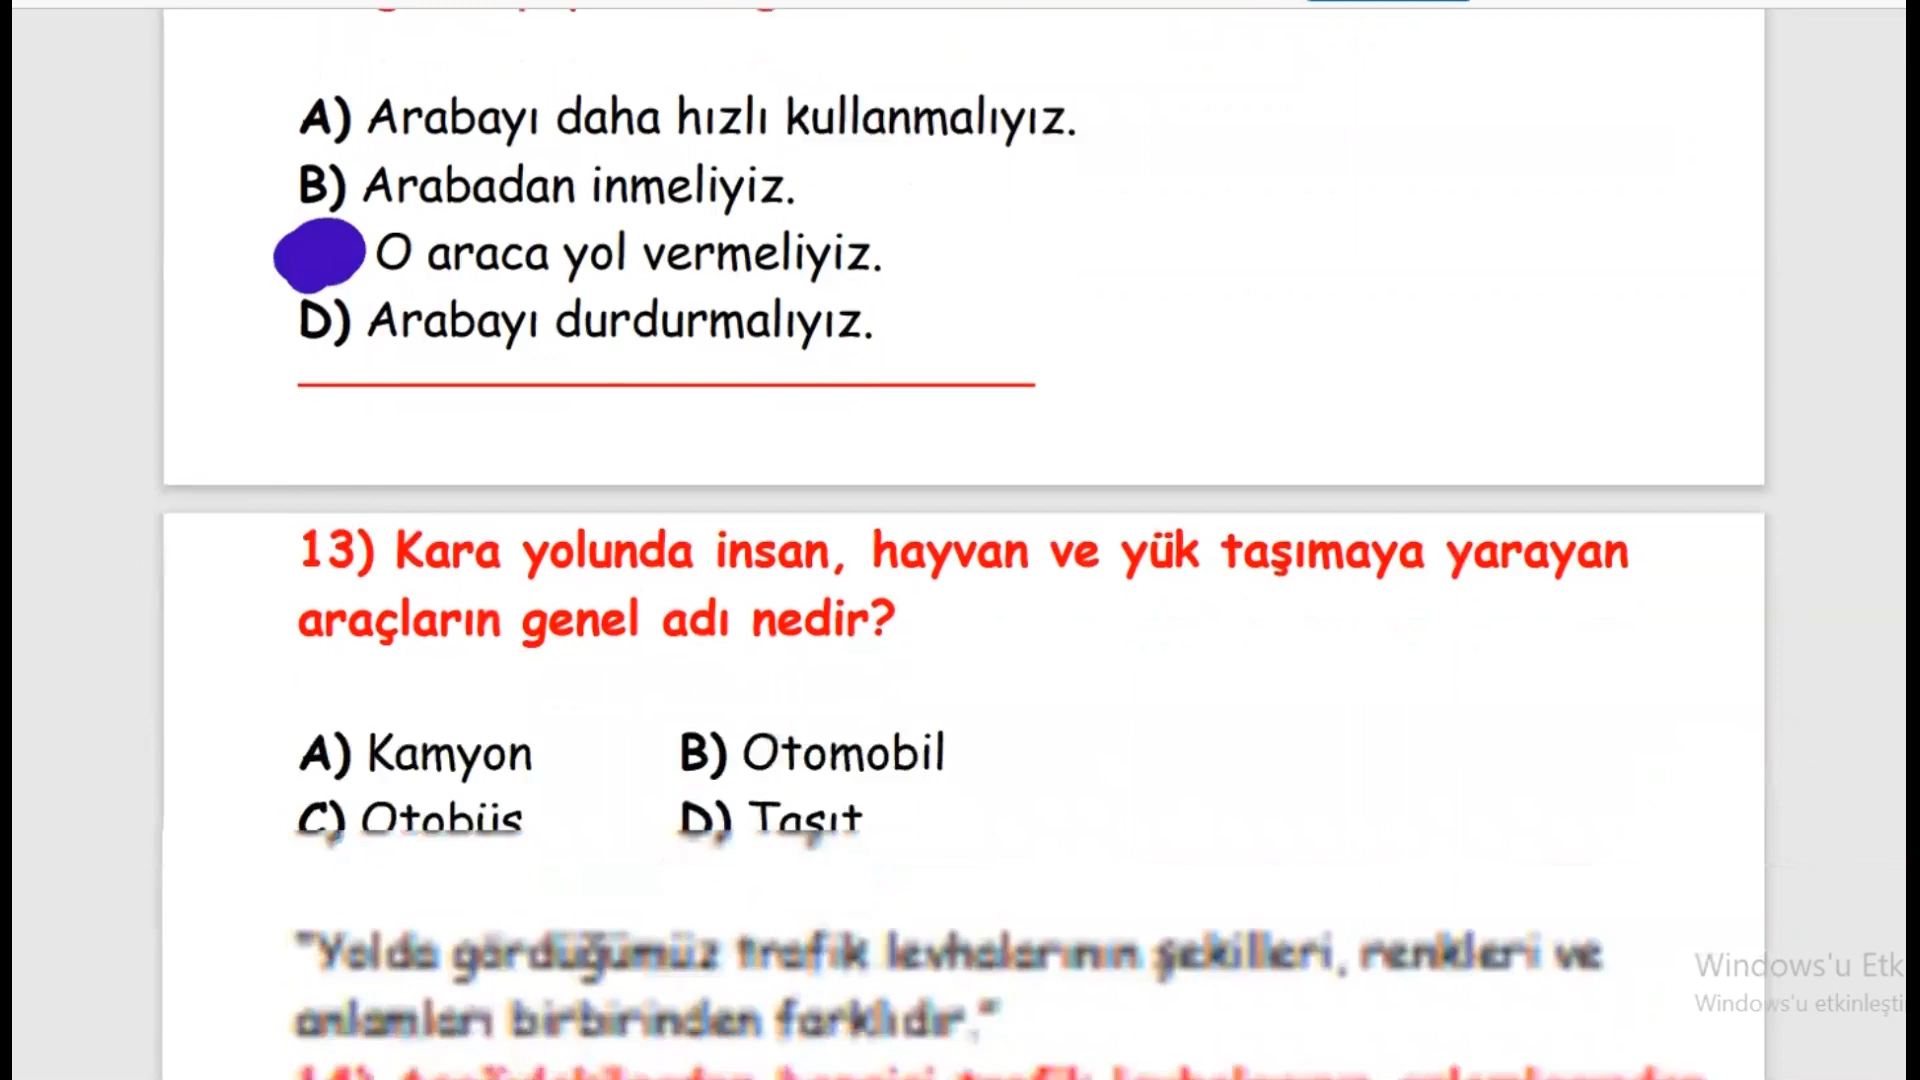 A) Arabayı daha hızlı kullanmalıyız.
B) Arabadan inmeliyiz.
O araca yol vermeliyiz.
D) Arabayı durdurmalıyız.
13) Kara yolunda insan, hayvan ve yük taşımaya yarayan
araçların genel adı nedir?
A) Kamyon B) Otomobil
C) Otobüs D) Taşıt
"Yolda gördüğümüz trafik levhalarının şekilleri, renkleri ve
anlamları birbirinden farklıdır."
Windows'u Etk
Windows'u etkinleşti